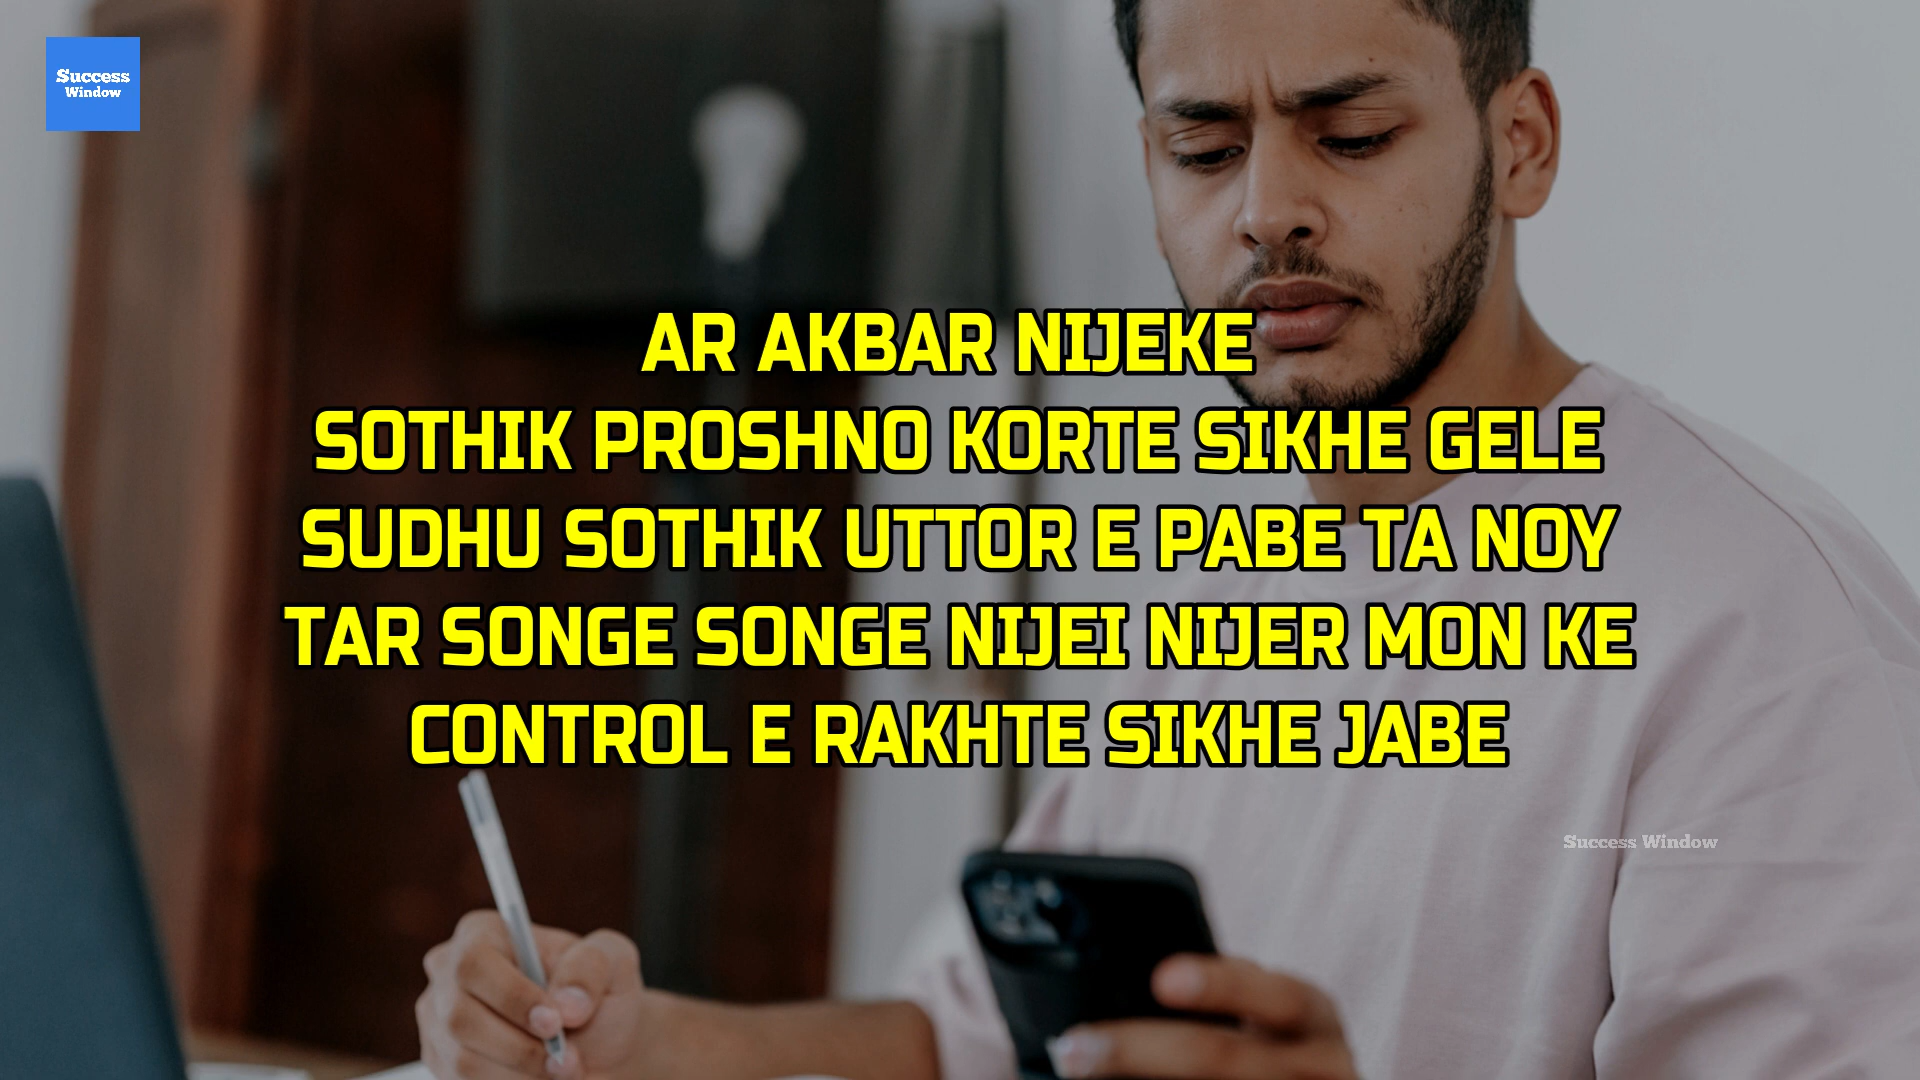 Success
Window
AR AKBAR NIJEKE
SOTHIK PROSHNO KORTE SIKHE GELE
SUDHU SOTHIK UTTOR E PABE TA NOY
TAR SONGE SONGE NIJEI NIJER MON KE
CONTROL E RAKHTE SIKHE JABE
Success Window